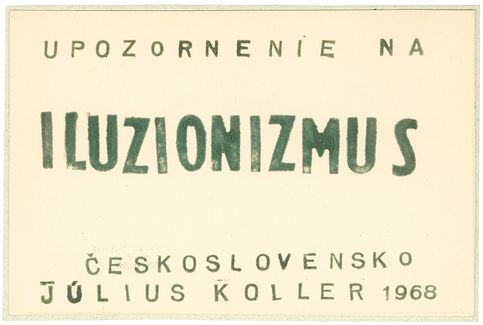 UPOZORNENIE NA
ILUZIONIZMUS
ČESKOSLOVENSKO
JÚLIUS KOLLER 1968